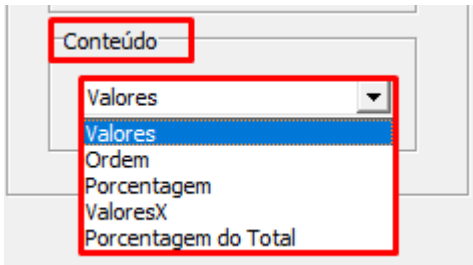 Conteúdo
Valores
Valores
Ordem
Porcentagem
ValoresX
Porcentagem do Total